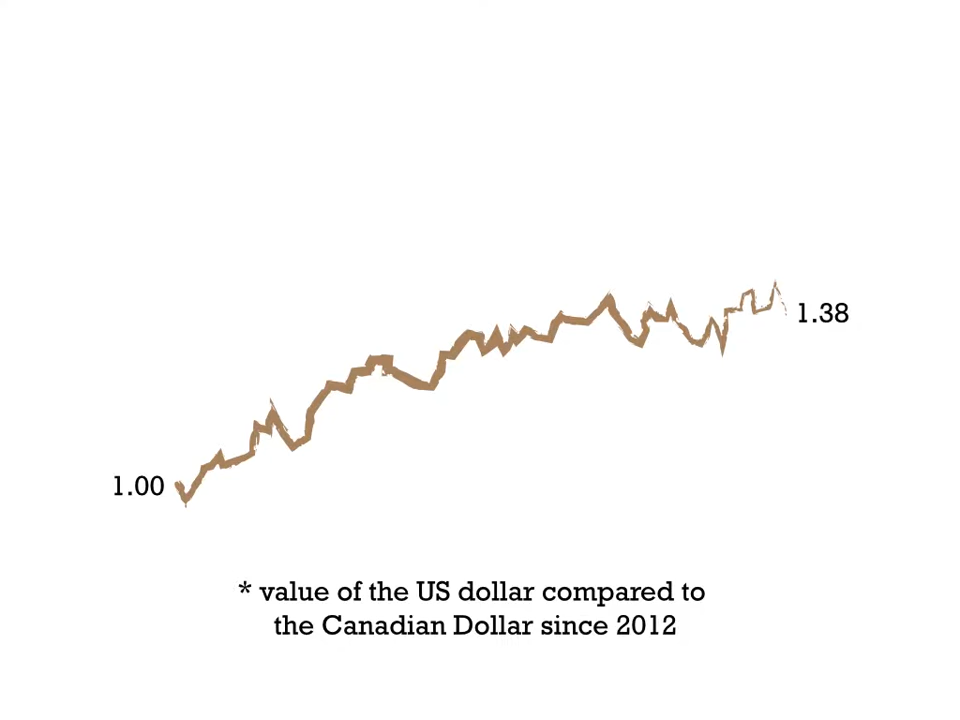 1.38
1.00
* value of the US dollar compared to
the Canadian Dollar since 2012